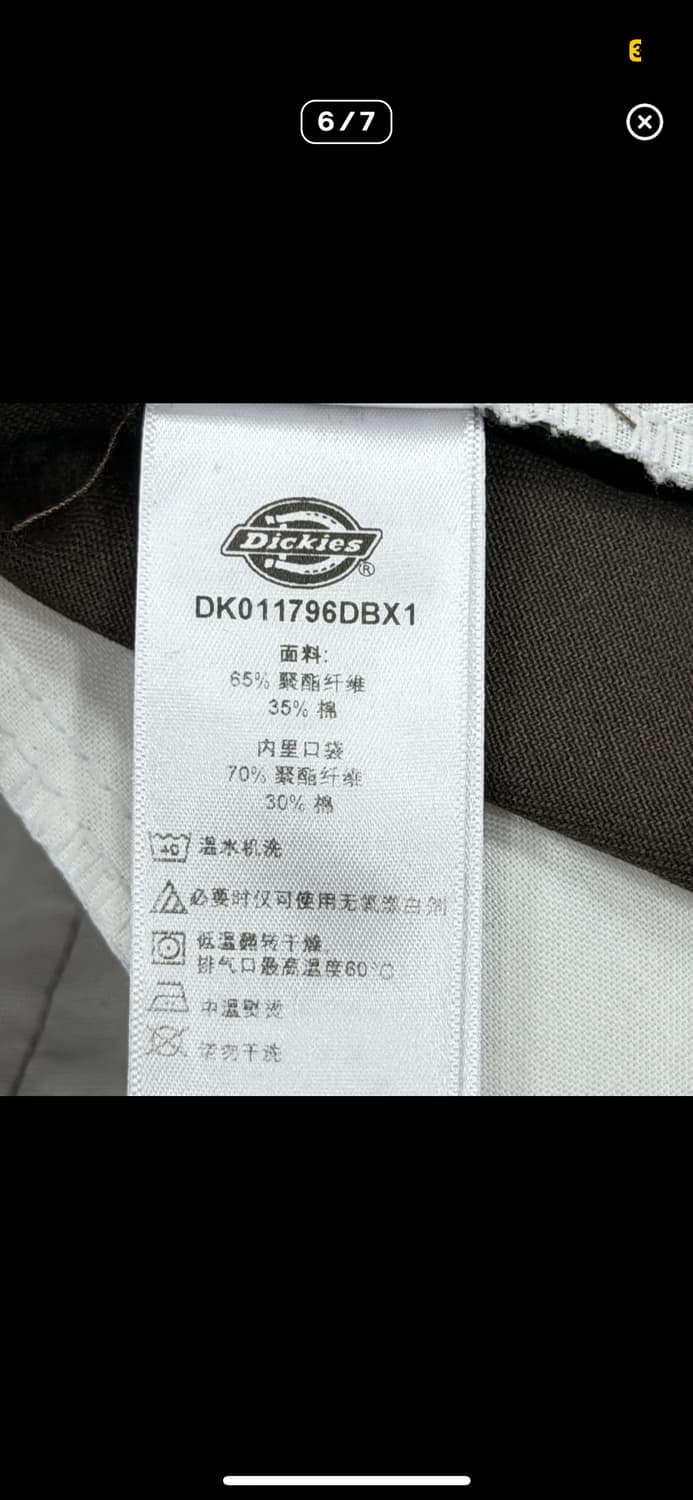 6/7
Dickies®
DK011796DBX1
面料:
65% 聚酯纤维
35% 棉
内里口袋
70% 聚酯纤维
30% 棉
40 温水机洗
必要时仅可使用无氯漂白剂
低温翻转干燥,
排气口最高温度60°C
中温熨烫
请勿干洗